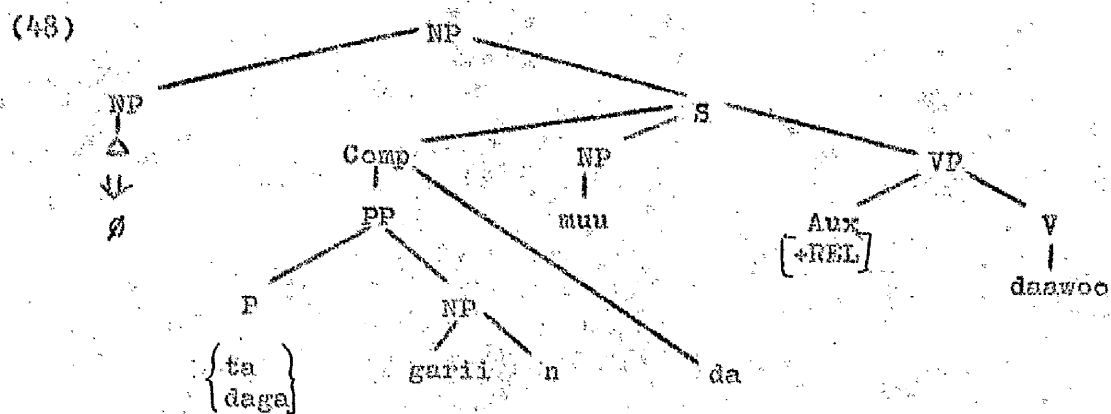 (48)
NP
NP S
Δ Comp NP VP
⇓
∅ PP muu Aux V
[+REL] daawoo
P NP
{ta garii n da
daga}